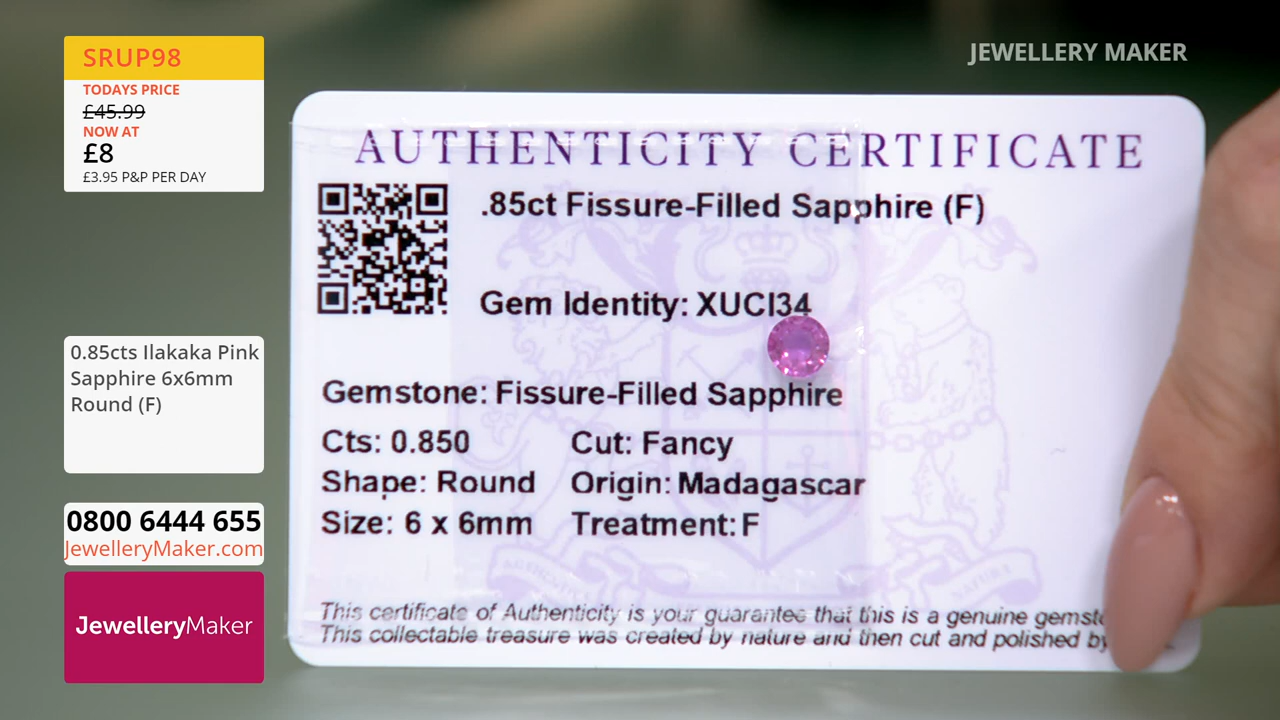 SRUP98
TODAYS PRICE
£45.99
NOW AT
£8
£3.95 P&P PER DAY
0.85cts Ilakaka Pink
Sapphire 6x6mm
Round (F)
0800 6444 655
JewelleryMaker.com
JewelleryMaker
JEWELLERY MAKER
AUTHENTICITY CERTIFICATE
.85ct Fissure-Filled Sapphire (F)
Gem Identity: XUCI34
Gemstone: Fissure-Filled Sapphire
Cts: 0.850 Cut: Fancy
Shape: Round Origin: Madagascar
Size: 6 x 6mm Treatment: F
This certificate of Authenticity is your guarantee that this is a genuine
This collectable treasure was created by nature and then cut and polished by